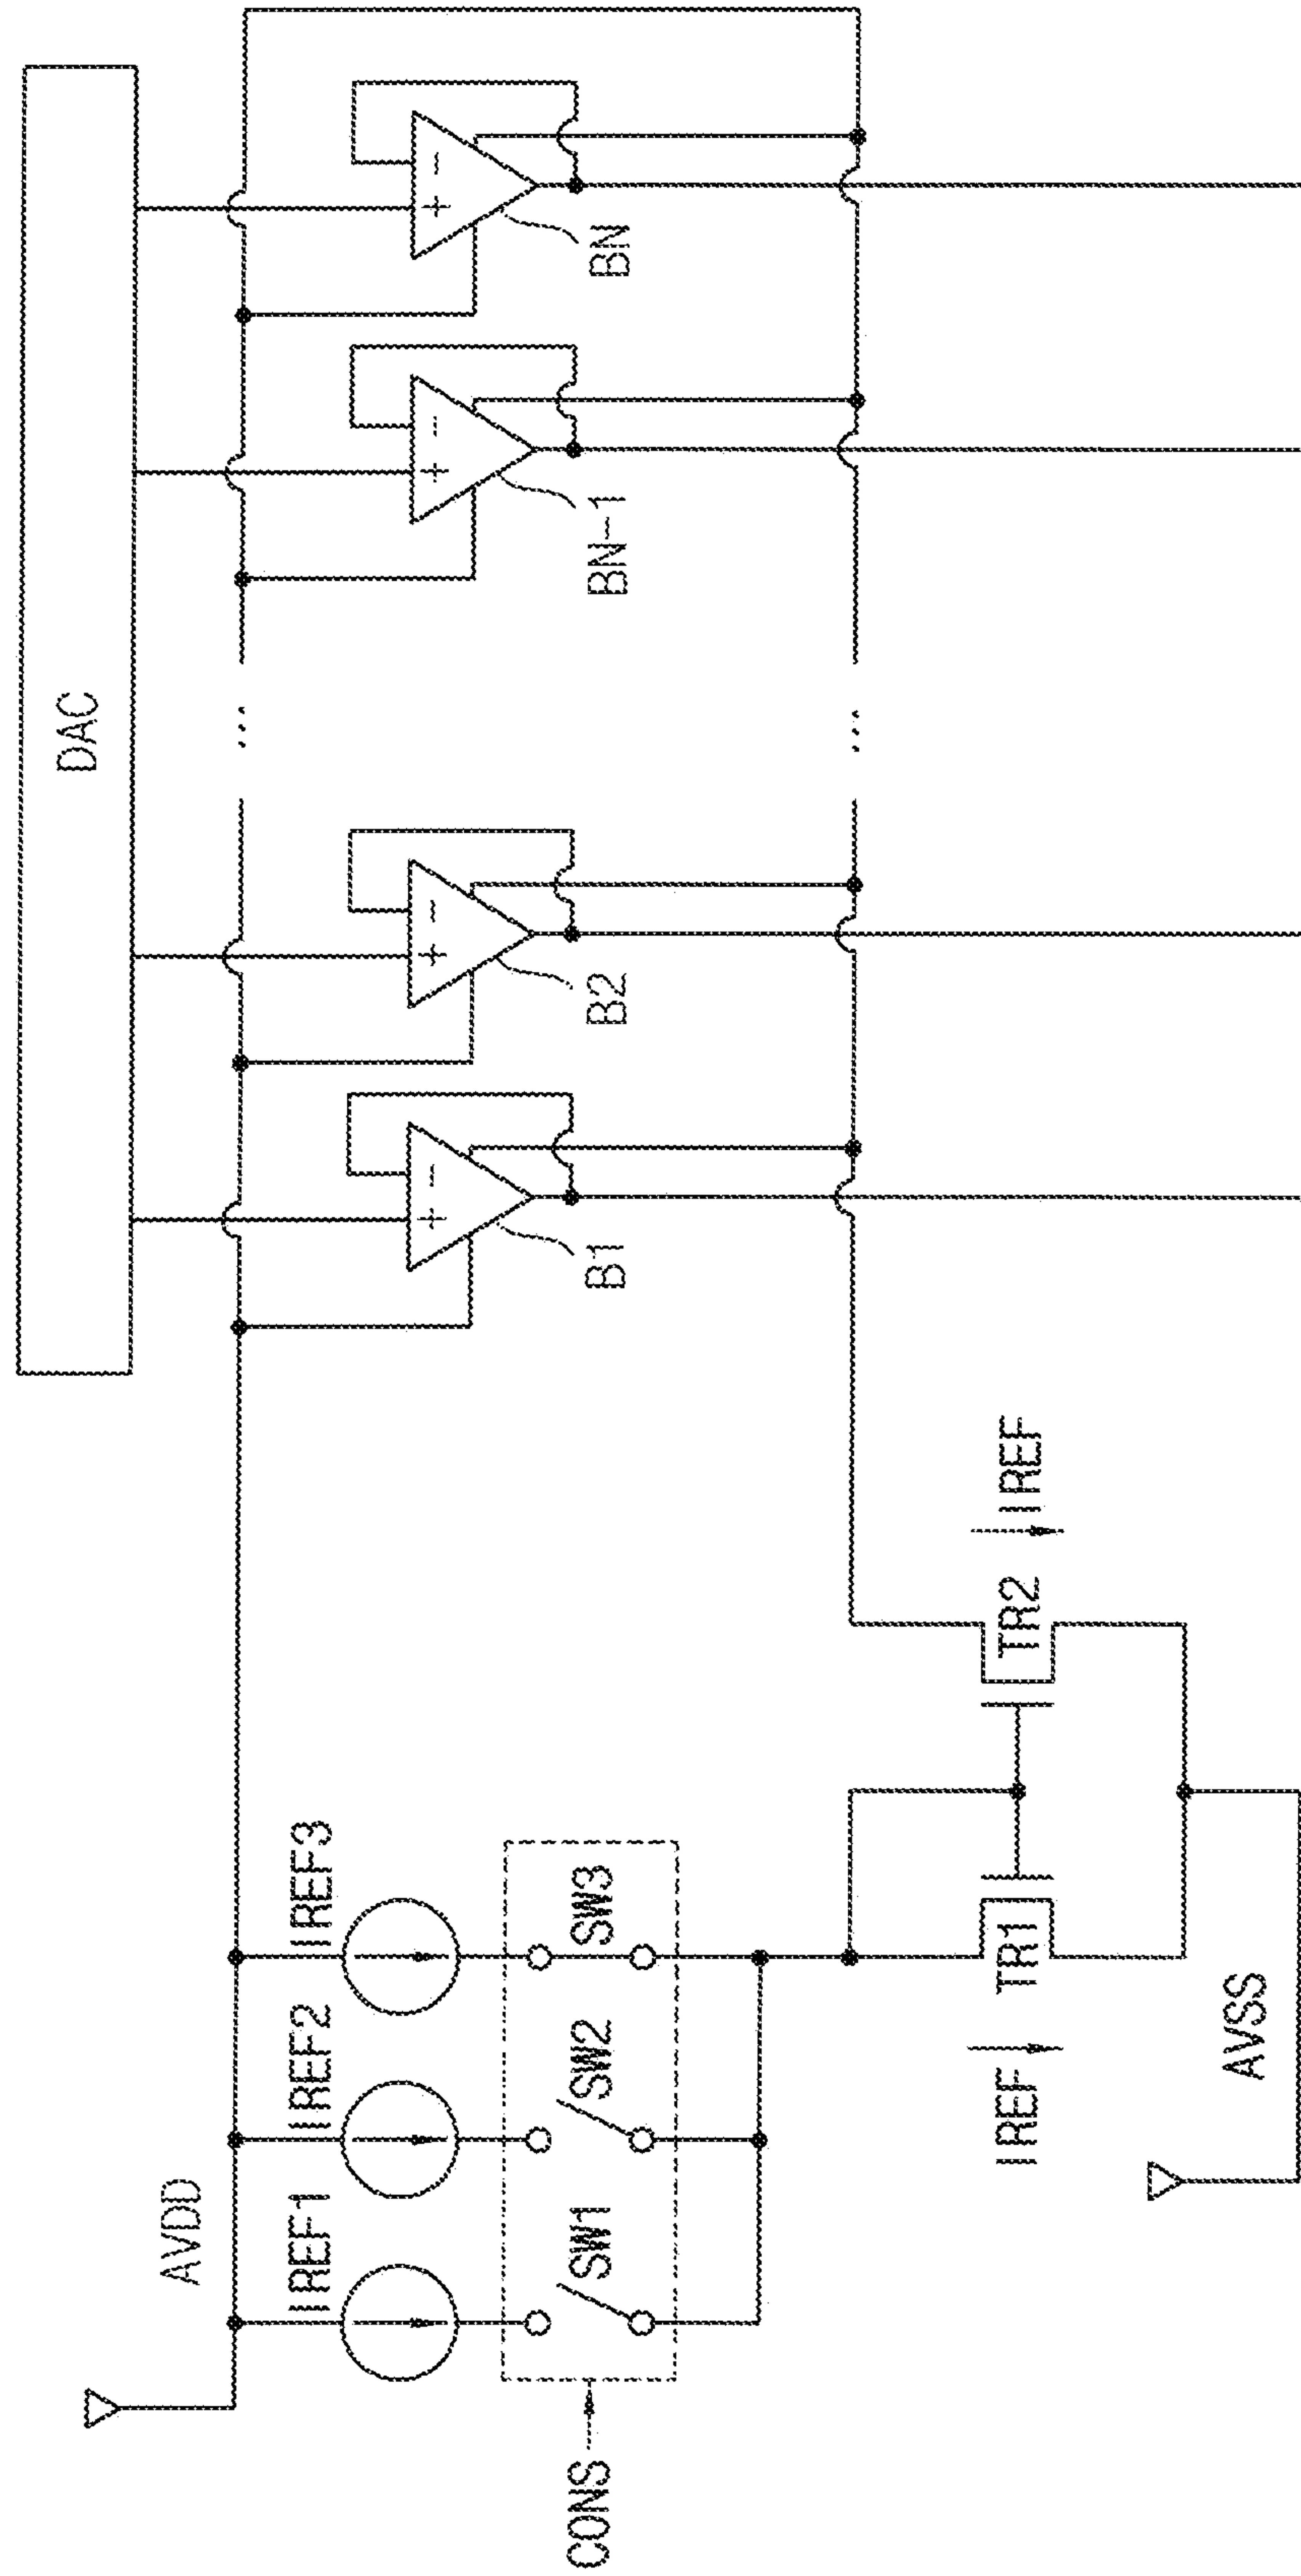 DAC
AVDD
IREF1
IREF2
IREF3
+ −
+ −
+ −
+ −
B1
B2
...
BN-1
BN
CONS
SW1
SW2
SW3
...
IREF
TR1
TR2
IREF
AVSS